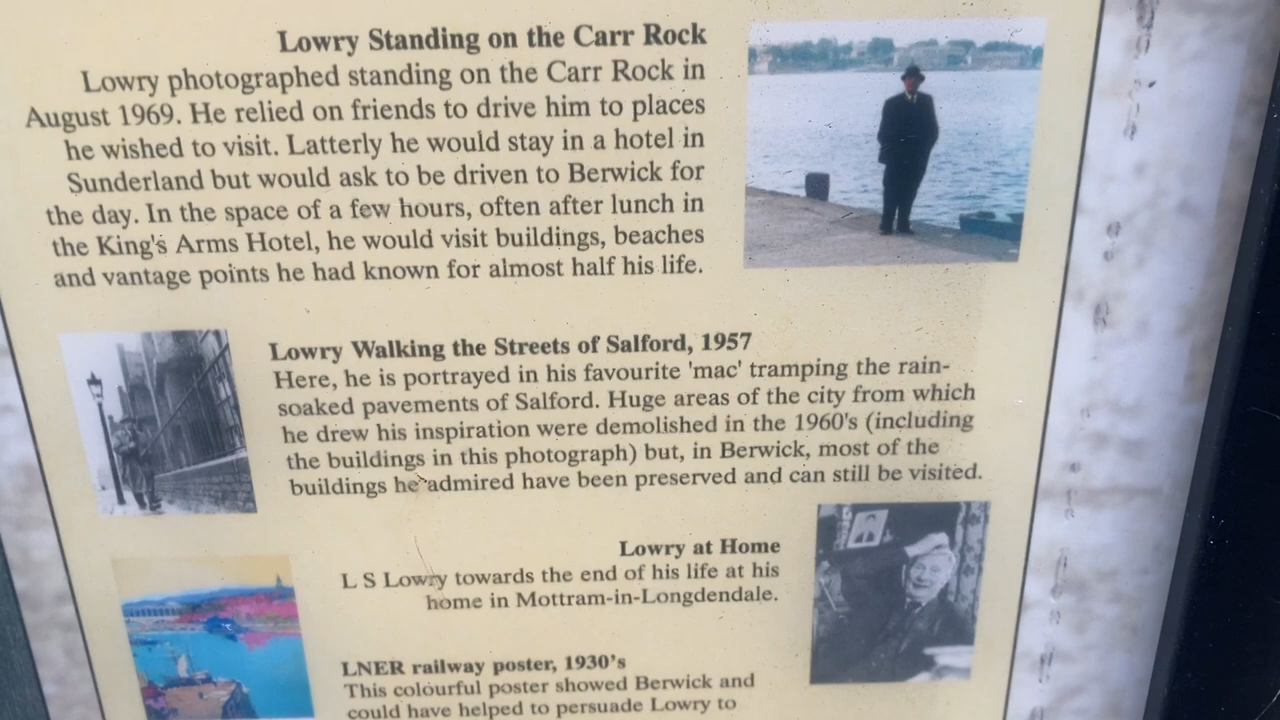 Lowry Standing on the Carr Rock
Lowry photographed standing on the Carr Rock in
August 1969. He relied on friends to drive him to places
he wished to visit. Latterly he would stay in a hotel in
Sunderland but would ask to be driven to Berwick for
the day. In the space of a few hours, often after lunch in
the King's Arms Hotel, he would visit buildings, beaches
and vantage points he had known for almost half his life.
Lowry Walking the Streets of Salford, 1957
Here, he is portrayed in his favourite 'mac' tramping the rain-
soaked pavements of Salford. Huge areas of the city from which
he drew his inspiration were demolished in the 1960's (including
the buildings in this photograph) but, in Berwick, most of the
buildings he admired have been preserved and can still be visited.
Lowry at Home
L S Lowry towards the end of his life at his
home in Mottram-in-Longdendale.
LNER railway poster, 1930's
This colourful poster showed Berwick and
could have helped to persuade Lowry to